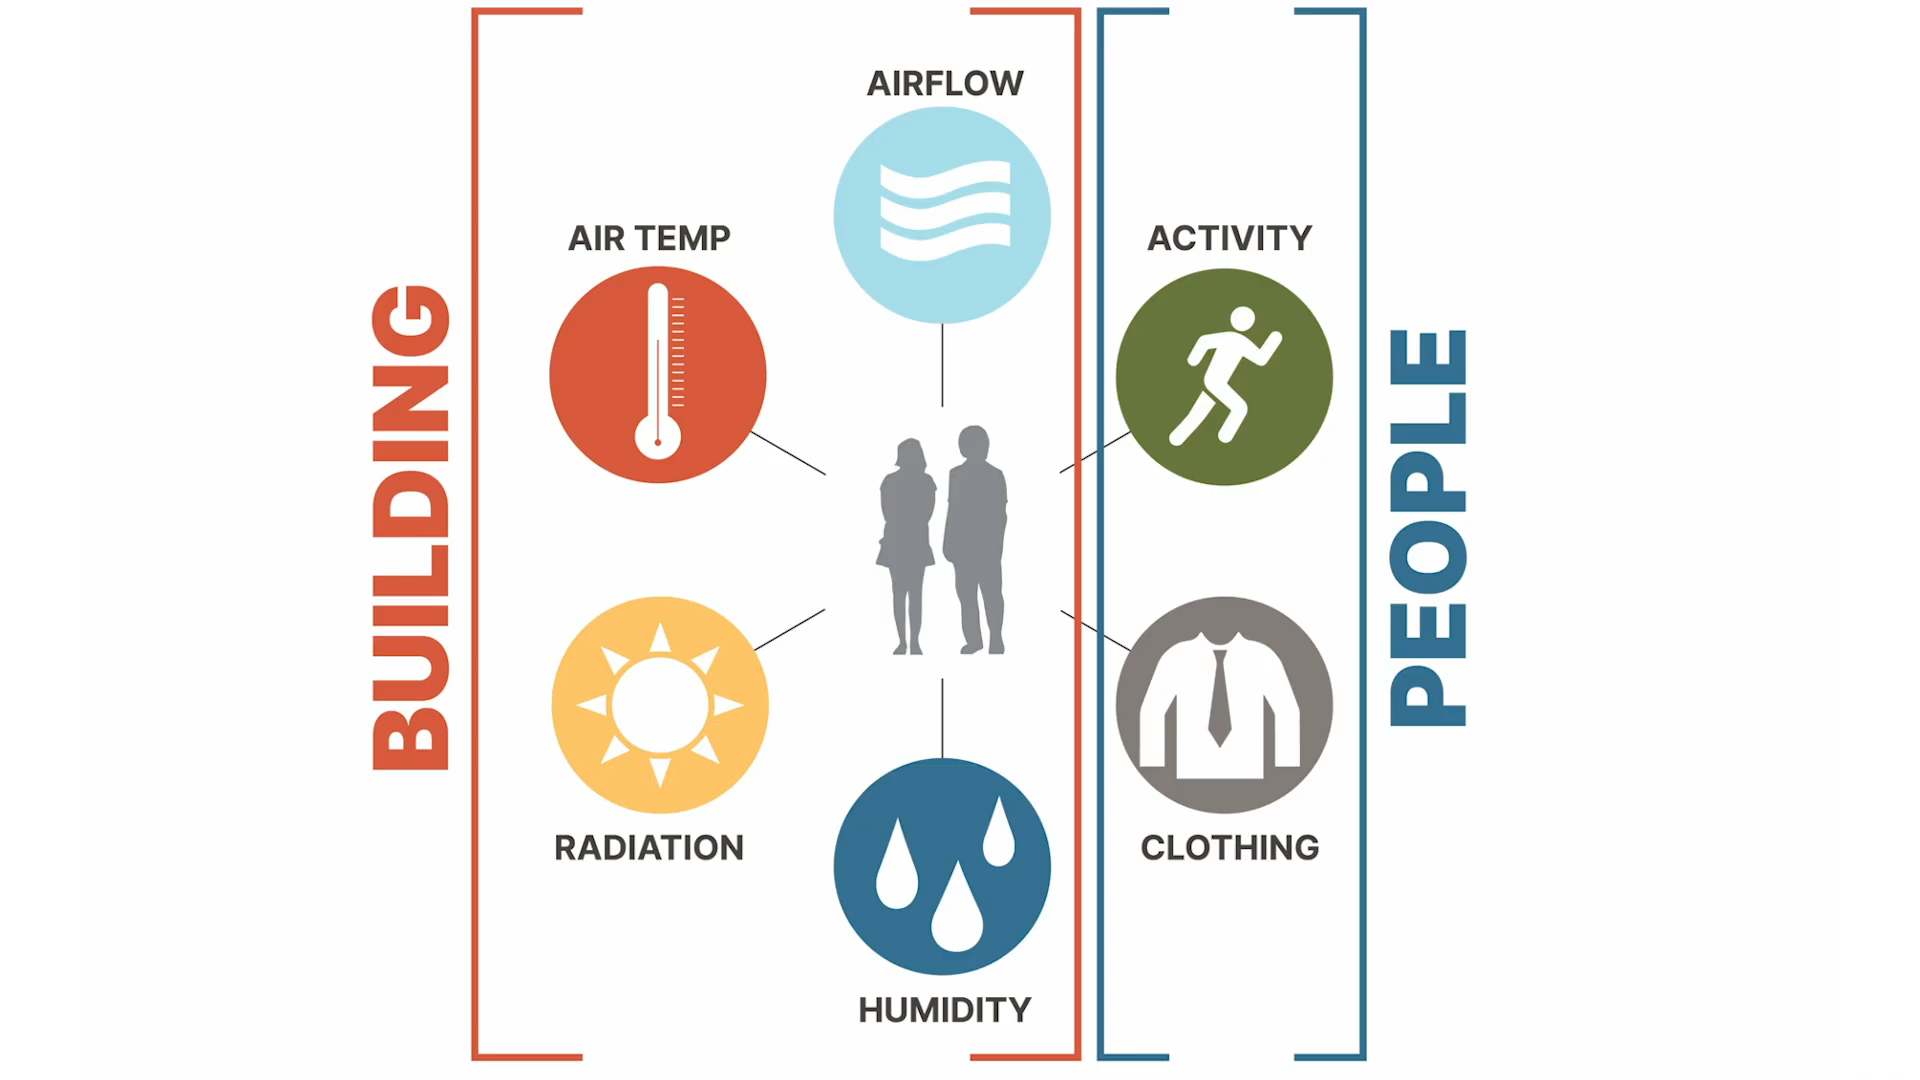 BUILDING
AIRFLOW
AIR TEMP
RADIATION
HUMIDITY
ACTIVITY
CLOTHING
PEOPLE